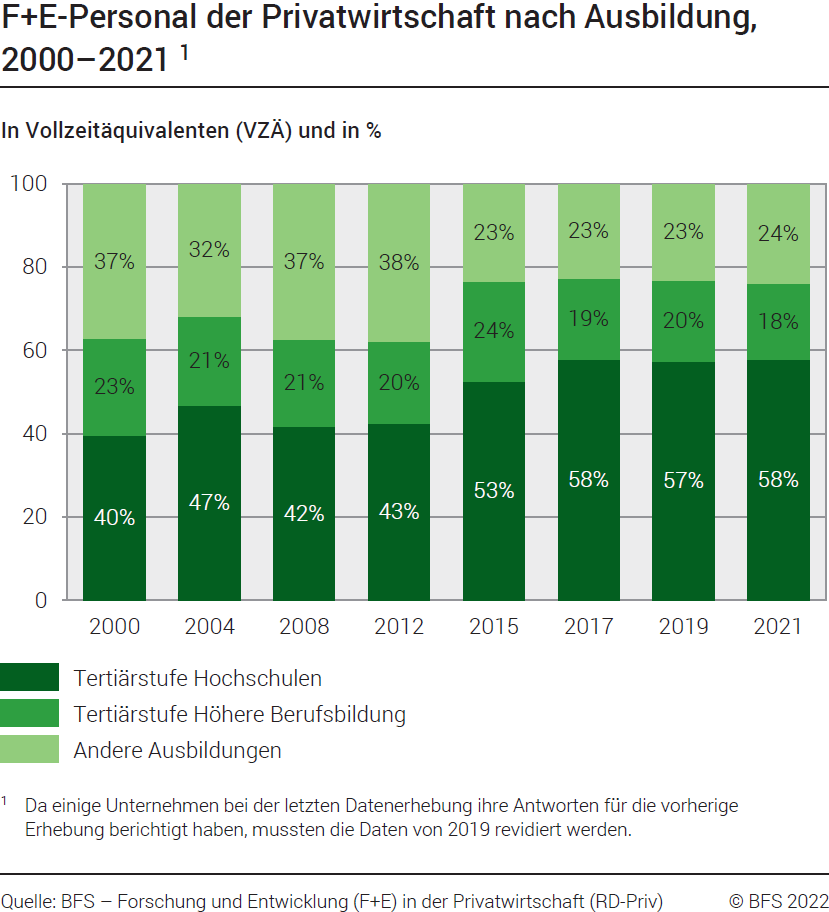 F+E-Personal der Privatwirtschaft nach Ausbildung,
2000–2021 ¹
In Vollzeitäquivalenten (VZÄ) und in %
100
80
60
40
20
0
37% 32% 37% 38% 23% 23% 23% 24%
23% 21% 21% 20% 24% 19% 20% 18%
40% 47% 42% 43% 53% 58% 57% 58%
2000 2004 2008 2012 2015 2017 2019 2021
Tertiärstufe Hochschulen
Tertiärstufe Höhere Berufsbildung
Andere Ausbildungen
¹ Da einige Unternehmen bei der letzten Datenerhebung ihre Antworten für die vorherige
Erhebung berichtigt haben, mussten die Daten von 2019 revidiert werden.
Quelle: BFS – Forschung und Entwicklung (F+E) in der Privatwirtschaft (RD-Priv) © BFS 2022